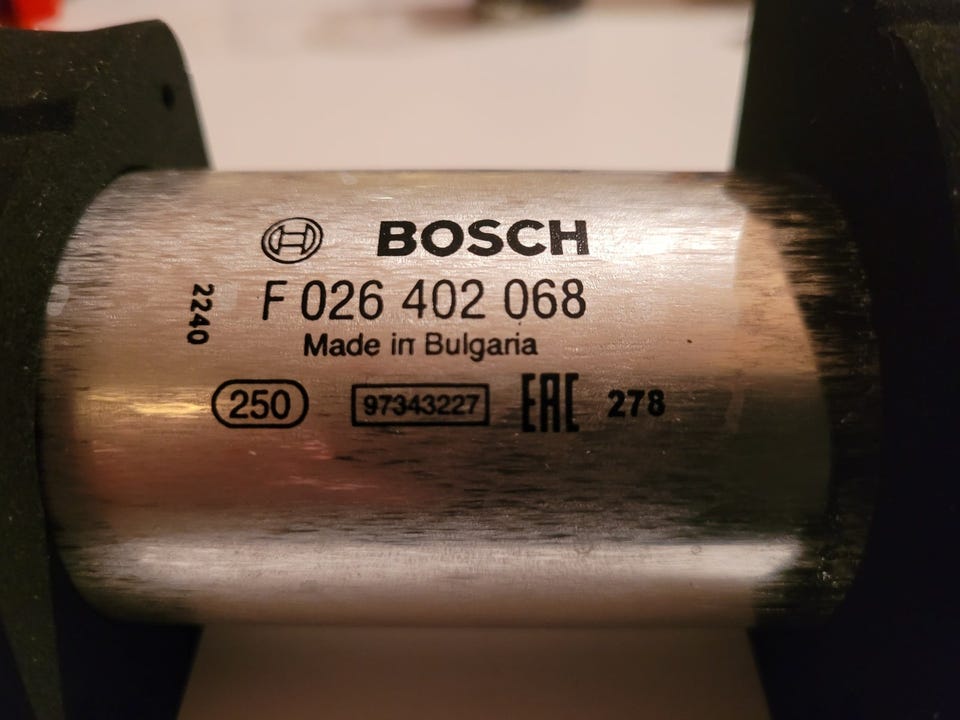 BOSCH
F 026 402 068
2240
Made in Bulgaria
250 97343227 EAC 278